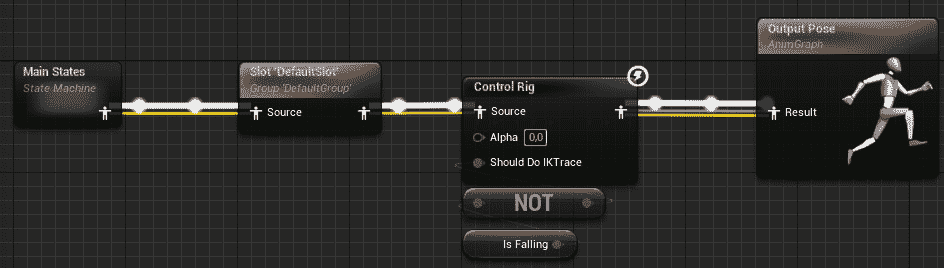 Main States
State Machine
Slot 'DefaultSlot'
Group 'DefaultGroup'
Source
Control Rig
Source
Alpha 0,0
Should Do IKTrace
NOT
Is Falling
Output Pose
AnimGraph
Result